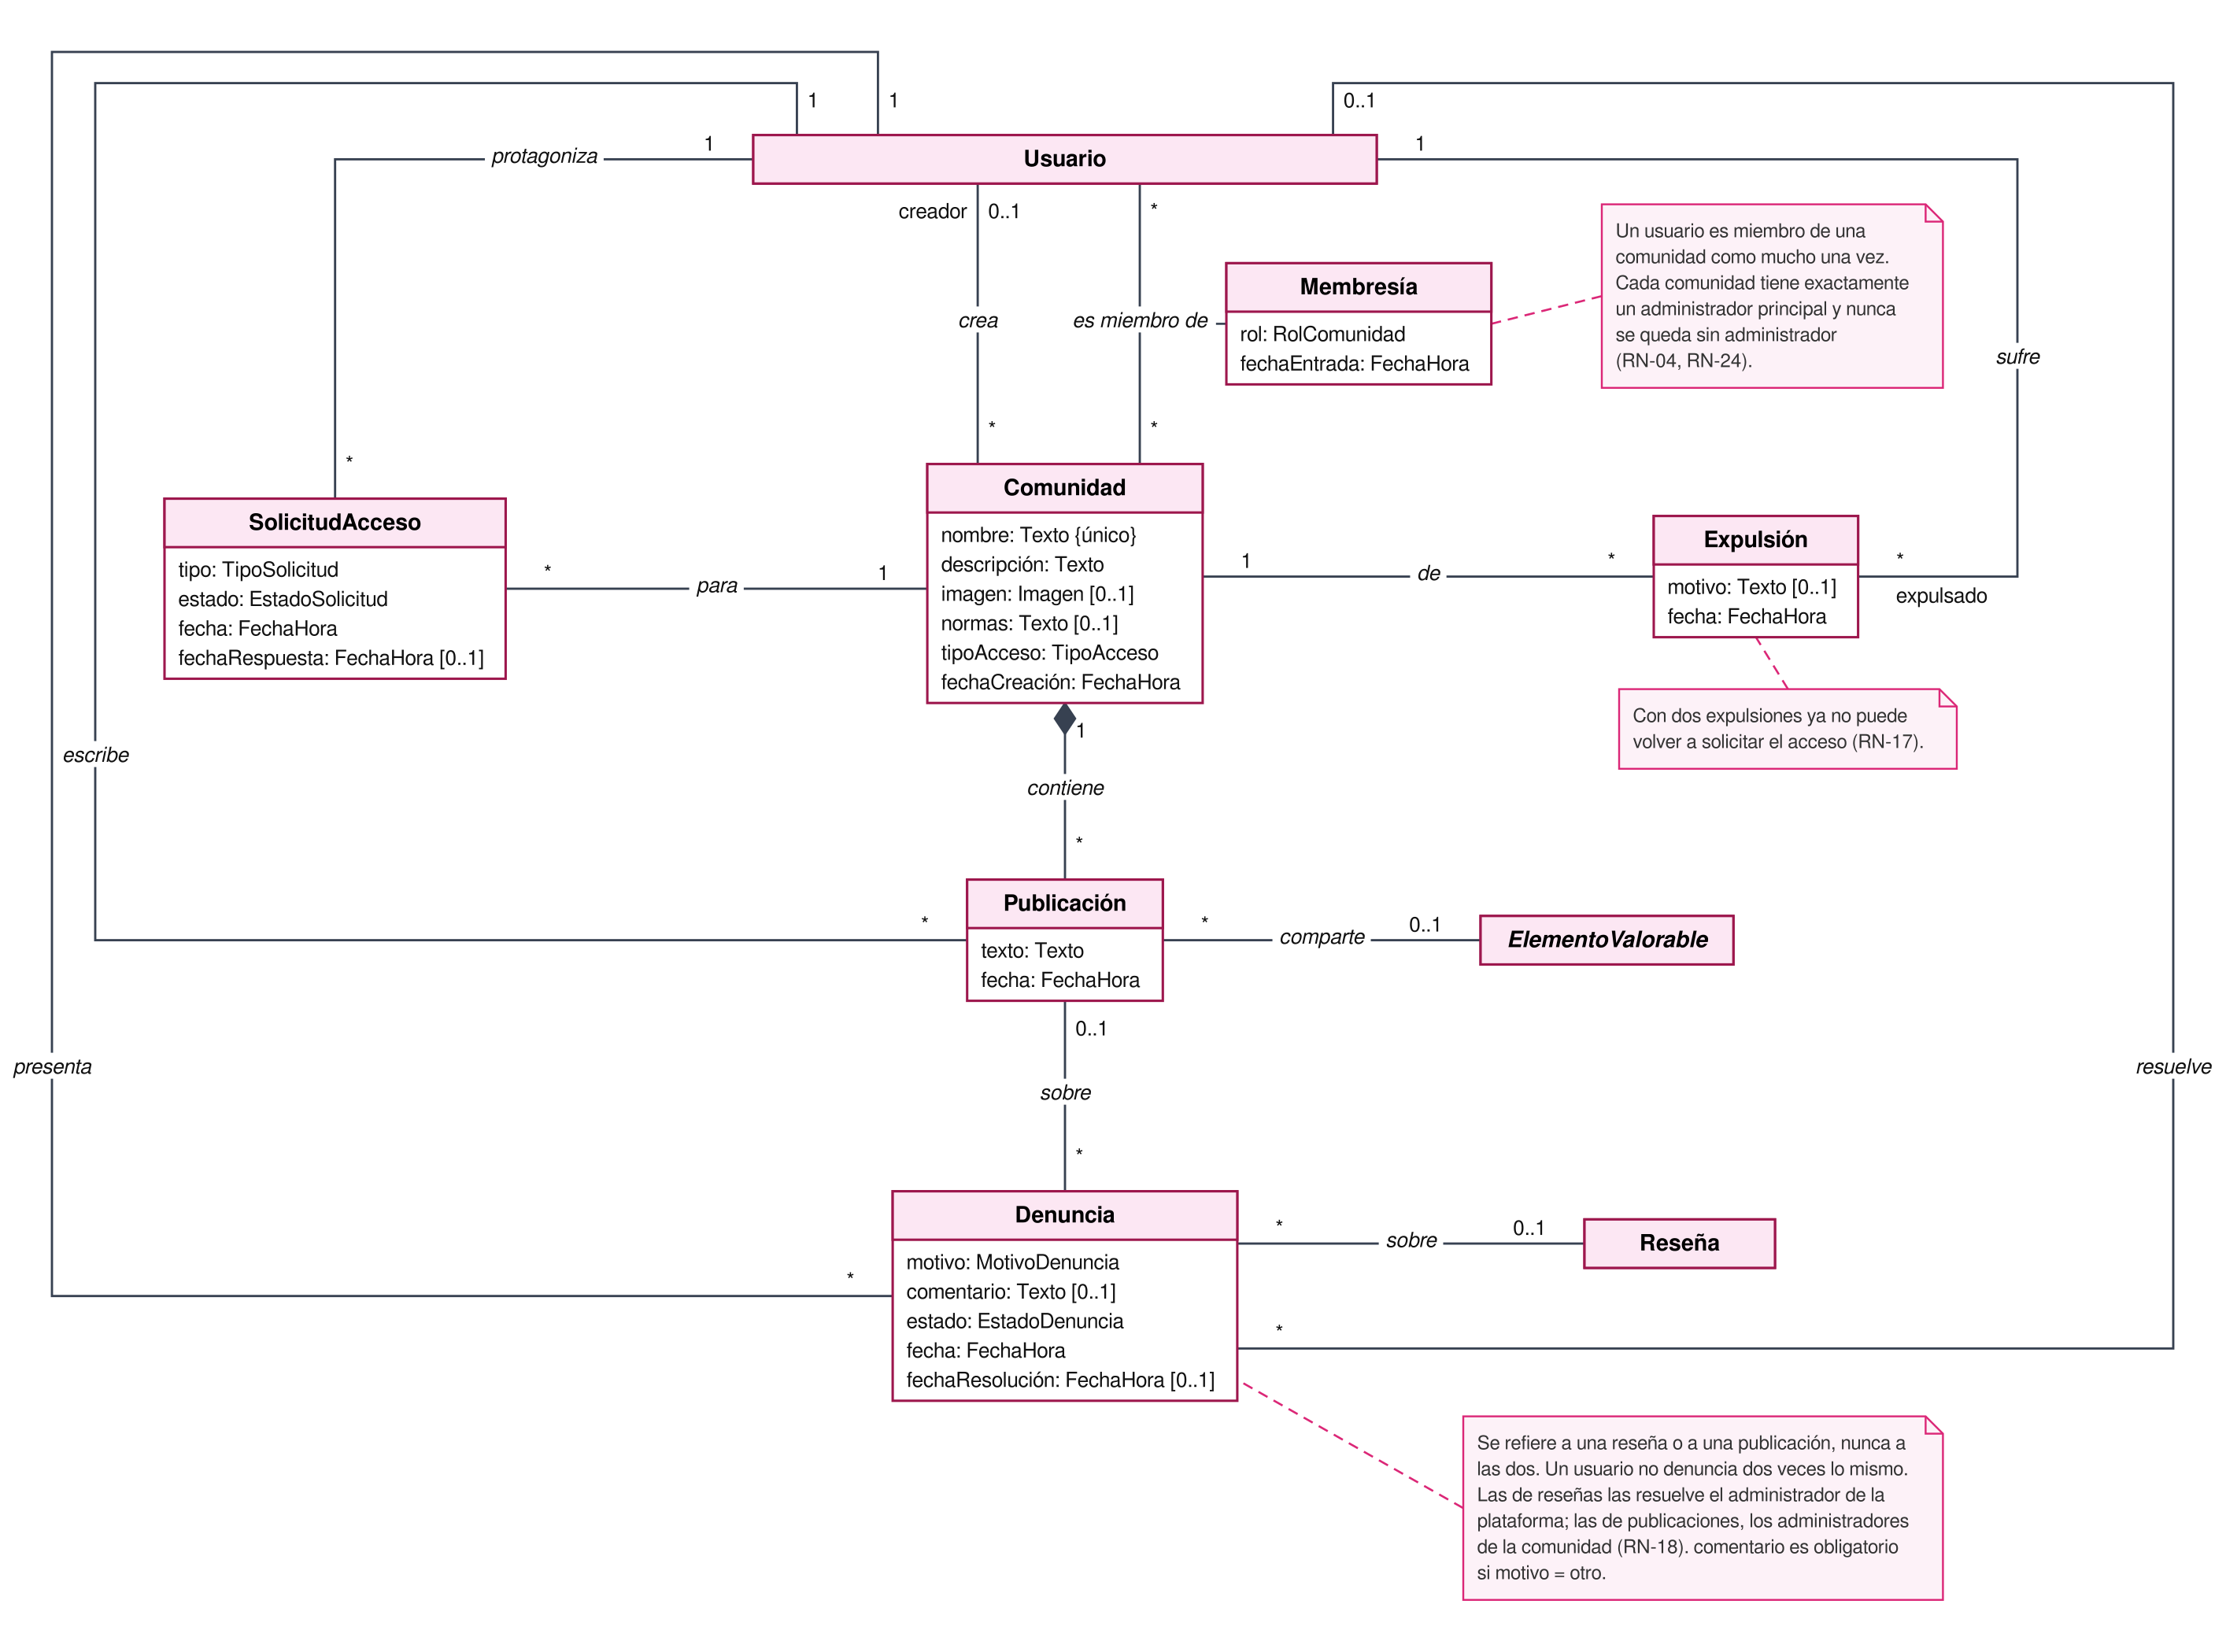 1
1
0..1
protagoniza
1
Usuario
1
creador
0..1
*
Un usuario es miembro de una
comunidad como mucho una vez.
Cada comunidad tiene exactamente
un administrador principal y nunca
se queda sin administrador
(RN-04, RN-24).
Membresía
rol: RolComunidad
fechaEntrada: FechaHora
crea
es miembro de
sufre
*
*
*
Comunidad
nombre: Texto {único}
descripción: Texto
imagen: Imagen [0..1]
normas: Texto [0..1]
tipoAcceso: TipoAcceso
fechaCreación: FechaHora
SolicitudAcceso
tipo: TipoSolicitud
estado: EstadoSolicitud
fecha: FechaHora
fechaRespuesta: FechaHora [0..1]
*
para
1
1
de
*
Expulsión
motivo: Texto [0..1]
fecha: FechaHora
*
expulsado
Con dos expulsiones ya no puede
volver a solicitar el acceso (RN-17).
1
escribe
contiene
*
Publicación
texto: Texto
fecha: FechaHora
*
*
comparte
0..1
ElementoValorable
0..1
presenta
sobre
resuelve
*
Denuncia
motivo: MotivoDenuncia
comentario: Texto [0..1]
estado: EstadoDenuncia
fecha: FechaHora
fechaResolución: FechaHora [0..1]
*
*
sobre
0..1
Reseña
*
Se refiere a una reseña o a una publicación, nunca a
las dos. Un usuario no denuncia dos veces lo mismo.
Las de reseñas las resuelve el administrador de la
plataforma; las de publicaciones, los administradores
de la comunidad (RN-18). comentario es obligatorio
si motivo = otro.